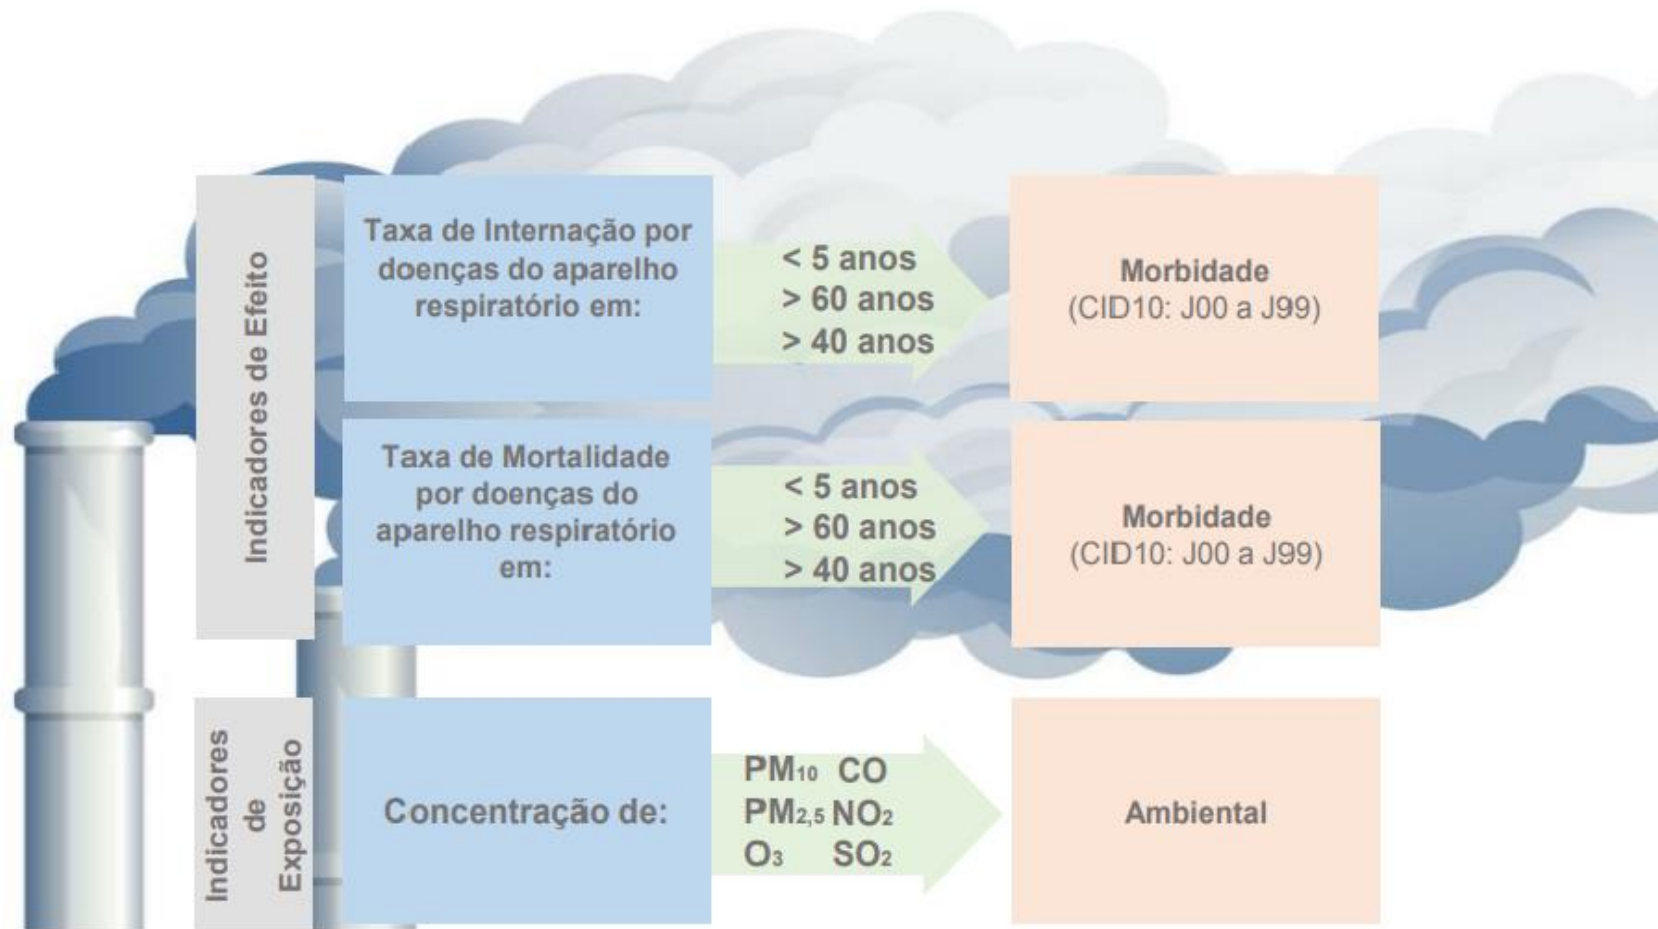 Indicadores de Efeito
Taxa de Internação por
doenças do aparelho
respiratório em:
< 5 anos
> 60 anos
> 40 anos
Morbidade
(CID10: J00 a J99)
Taxa de Mortalidade
por doenças do
aparelho respiratório
em:
< 5 anos
> 60 anos
> 40 anos
Morbidade
(CID10: J00 a J99)
Indicadores
de
Exposição
Concentração de:
PM₁₀ CO
PM₂,₅ NO₂
O₃ SO₂
Ambiental